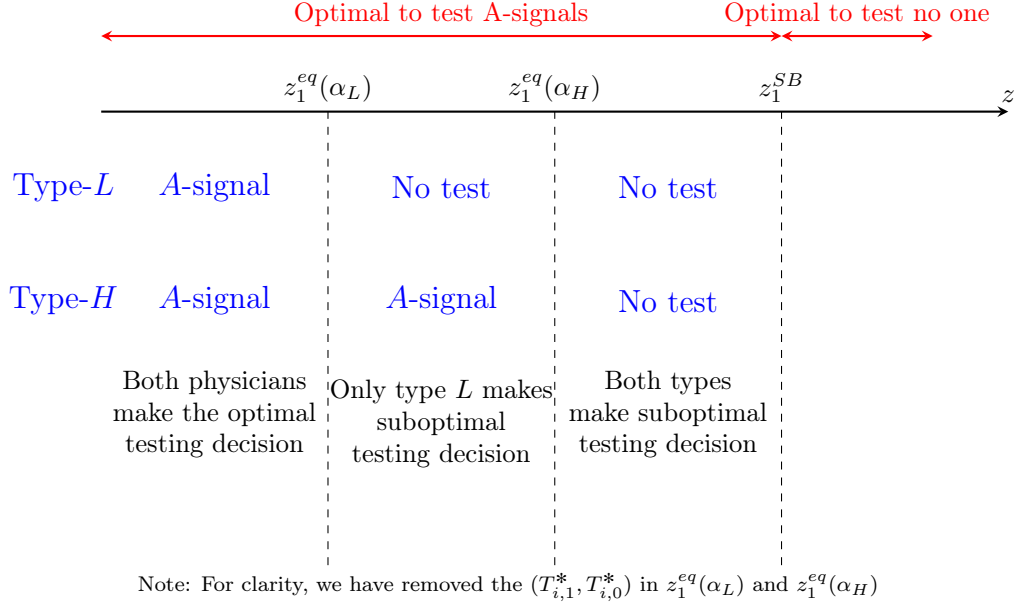 Optimal to test A-signals Optimal to test no one
z_1^{eq}(α_L) z_1^{eq}(α_H) z_1^{SB} z
Type-L A-signal No test No test
Type-H A-signal A-signal No test
Both physicians
make the optimal
testing decision
Only type L makes
suboptimal
testing decision
Both types
make suboptimal
testing decision
Note: For clarity, we have removed the (T^*_{i,1}, T^*_{i,0}) in z_1^{eq}(α_L) and z_1^{eq}(α_H)